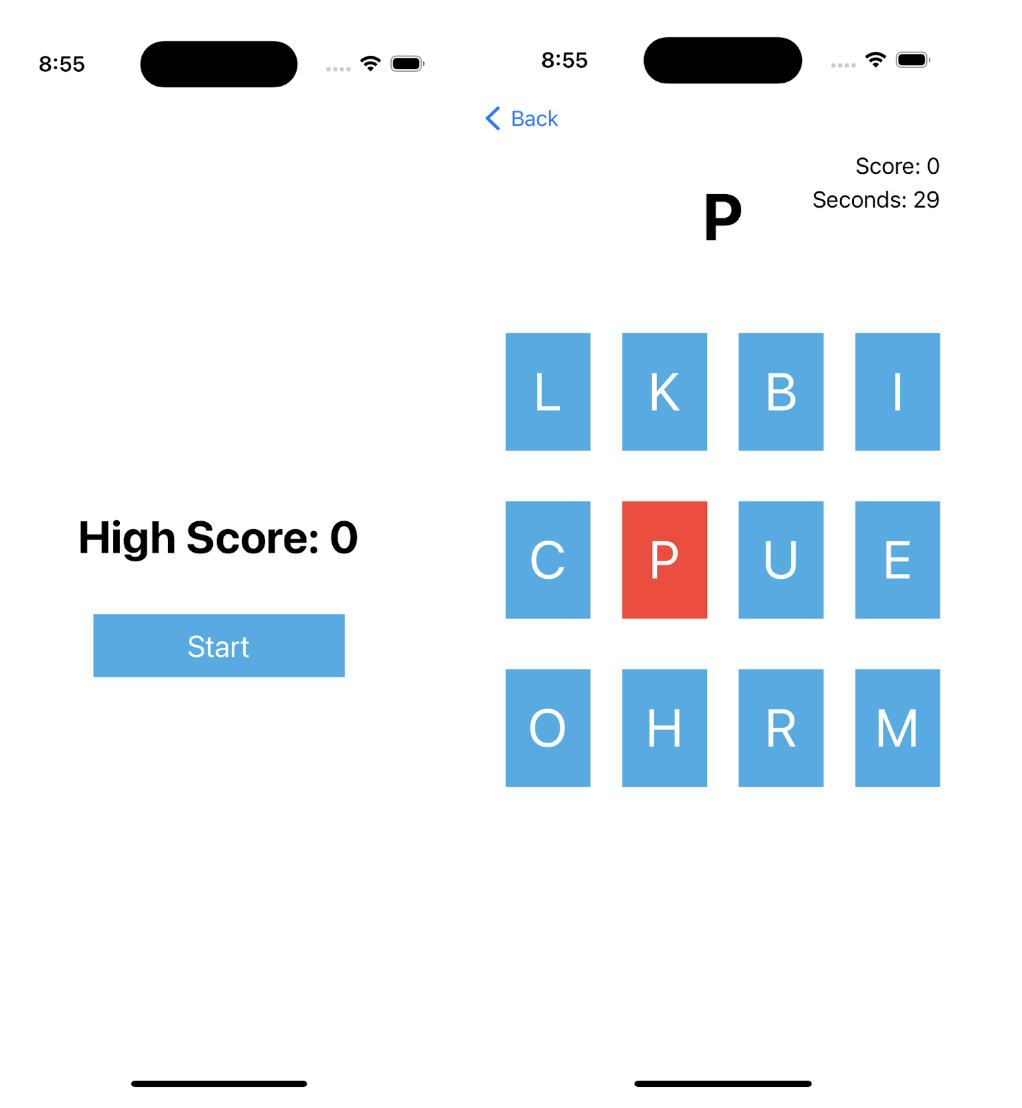 8:55
High Score: 0
Start
8:55
Back
Score: 0
Seconds: 29
P
L K B I
C P U E
O H R M